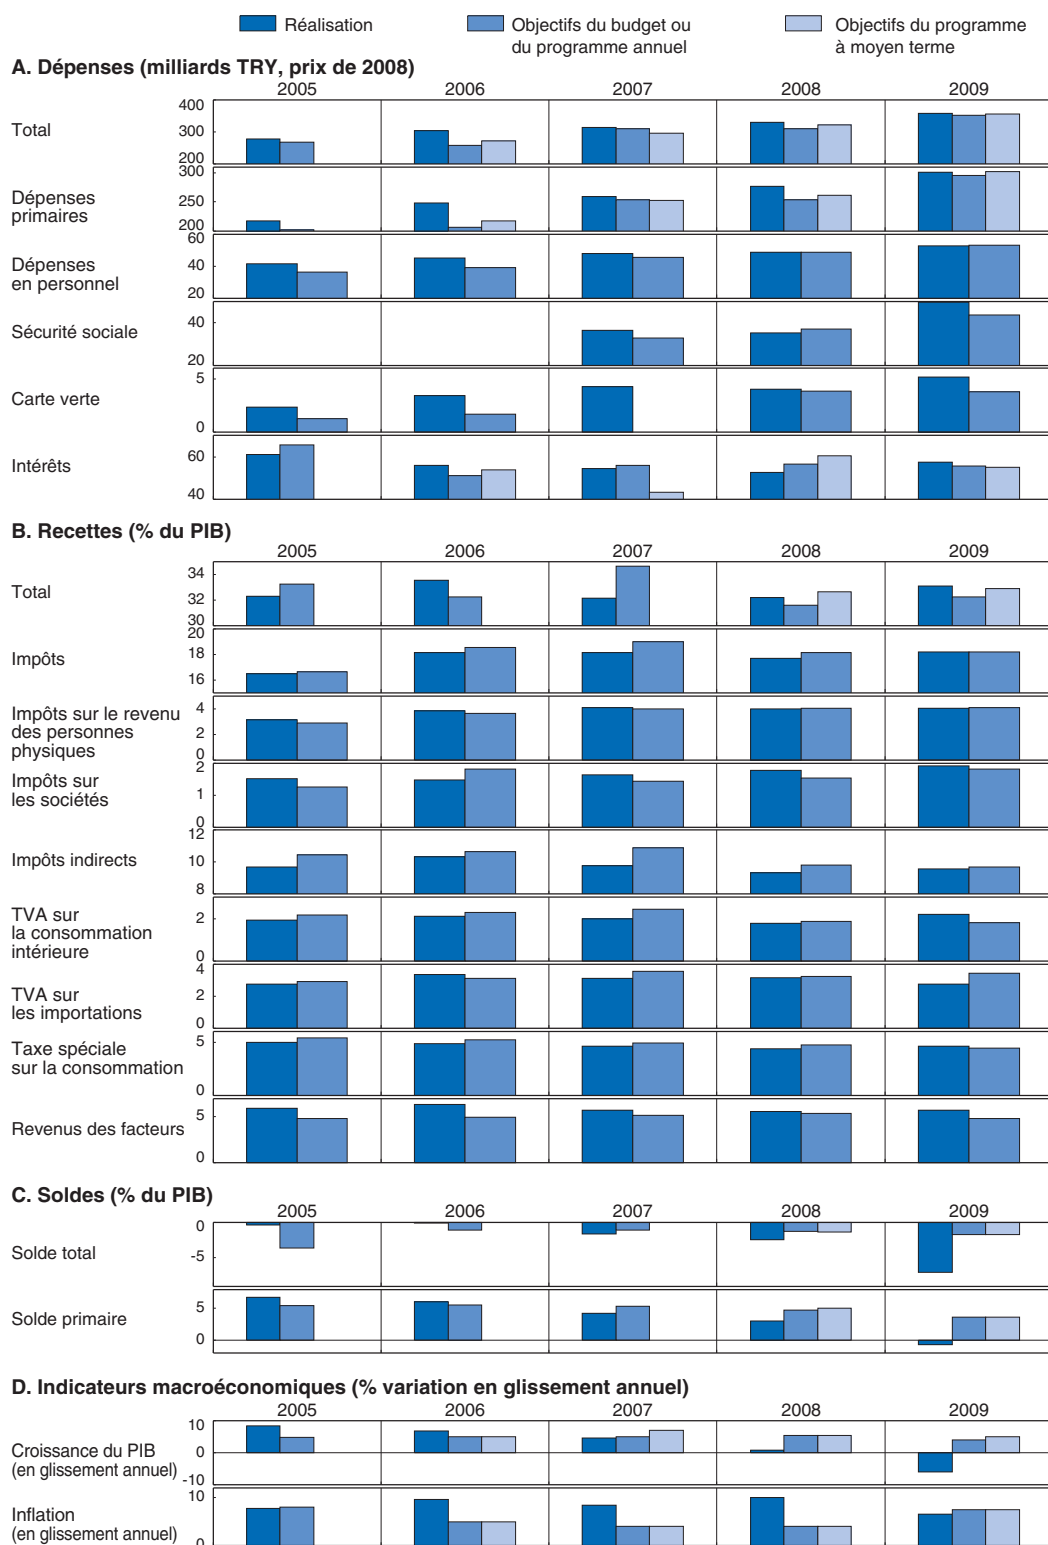 Réalisation
Objectifs du budget ou
du programme annuel
Objectifs du programme
à moyen terme
A. Dépenses (milliards TRY, prix de 2008)
2005 2006 2007 2008 2009
Total
400
300
200
Dépenses
primaires
300
250
200
Dépenses
en personnel
60
40
20
Sécurité sociale
40
20
Carte verte
5
0
Intérêts
60
40
B. Recettes (% du PIB)
2005 2006 2007 2008 2009
Total
34
32
30
Impôts
20
18
16
Impôts sur le revenu
des personnes
physiques
4
2
0
Impôts sur
les sociétés
2
1
0
Impôts indirects
12
10
8
TVA sur
la consommation
intérieure
2
0
TVA sur
les importations
4
2
0
Taxe spéciale
sur la consommation
5
0
Revenus des facteurs
5
0
C. Soldes (% du PIB)
2005 2006 2007 2008 2009
Solde total
0
-5
Solde primaire
5
0
D. Indicateurs macroéconomiques (% variation en glissement annuel)
2005 2006 2007 2008 2009
Croissance du PIB
(en glissement annuel)
10
0
-10
Inflation
(en glissement annuel)
10
0